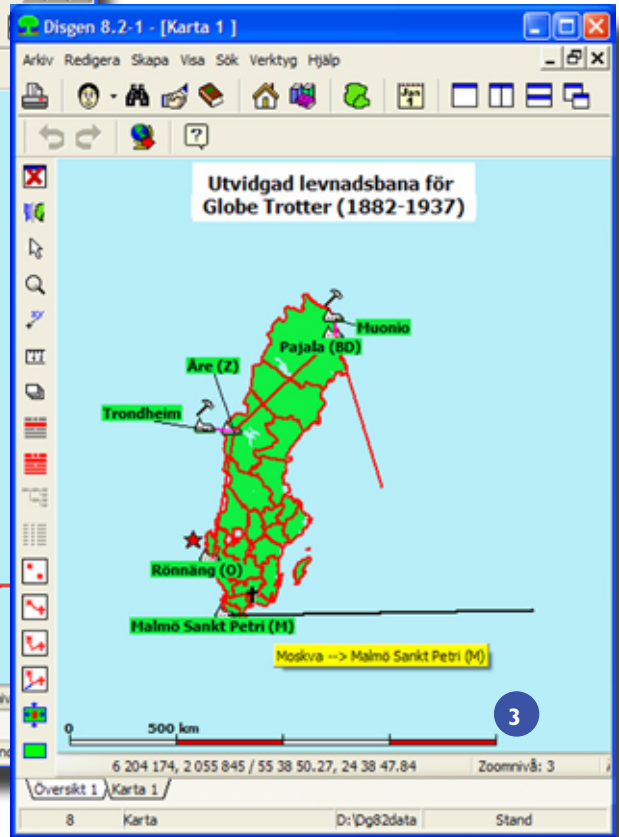 Disgen 8.2-1 - [Karta 1 ]
Arkiv Redigera Skapa Visa Sök Verktyg Hjälp
Jan
1
Utvidgad levnadsbana för
Globe Trotter (1882-1937)
Muonio
Pajala (BD)
Åre (Z)
Trondheim
Rönnäng (O)
Malmö Sankt Petri (M)
Moskva --> Malmö Sankt Petri (M)
3
0 500 km
6 204 174, 2 055 845 / 55 38 50.27, 24 38 47.84 Zoomnivå: 3
Översikt 1 Karta 1
8 Karta D:\Dg82data Stand